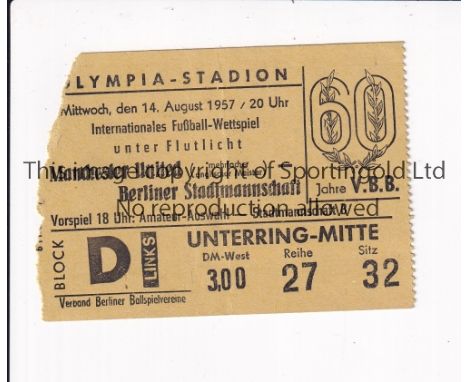 OLYMPIA-STADION
Mittwoch, den 14. August 1957 / 20 Uhr
Internationales Fußball-Wettspiel
unter Flutlicht
60
This image is copyright of Sportingold Ltd
Manchester United
mehrfacher
Meister
Berliner Stadtmannschaft
Jahre V.B.B.
No reproduction allowed
Vorspiel 18 Uhr: Amateur-Auswahl Stadtmannschaft B
BLOCK D LINKS
UNTERRING-MITTE
DM-West 3,00
Reihe 27
Sitz 32
Verband Berliner Ballspielvereine